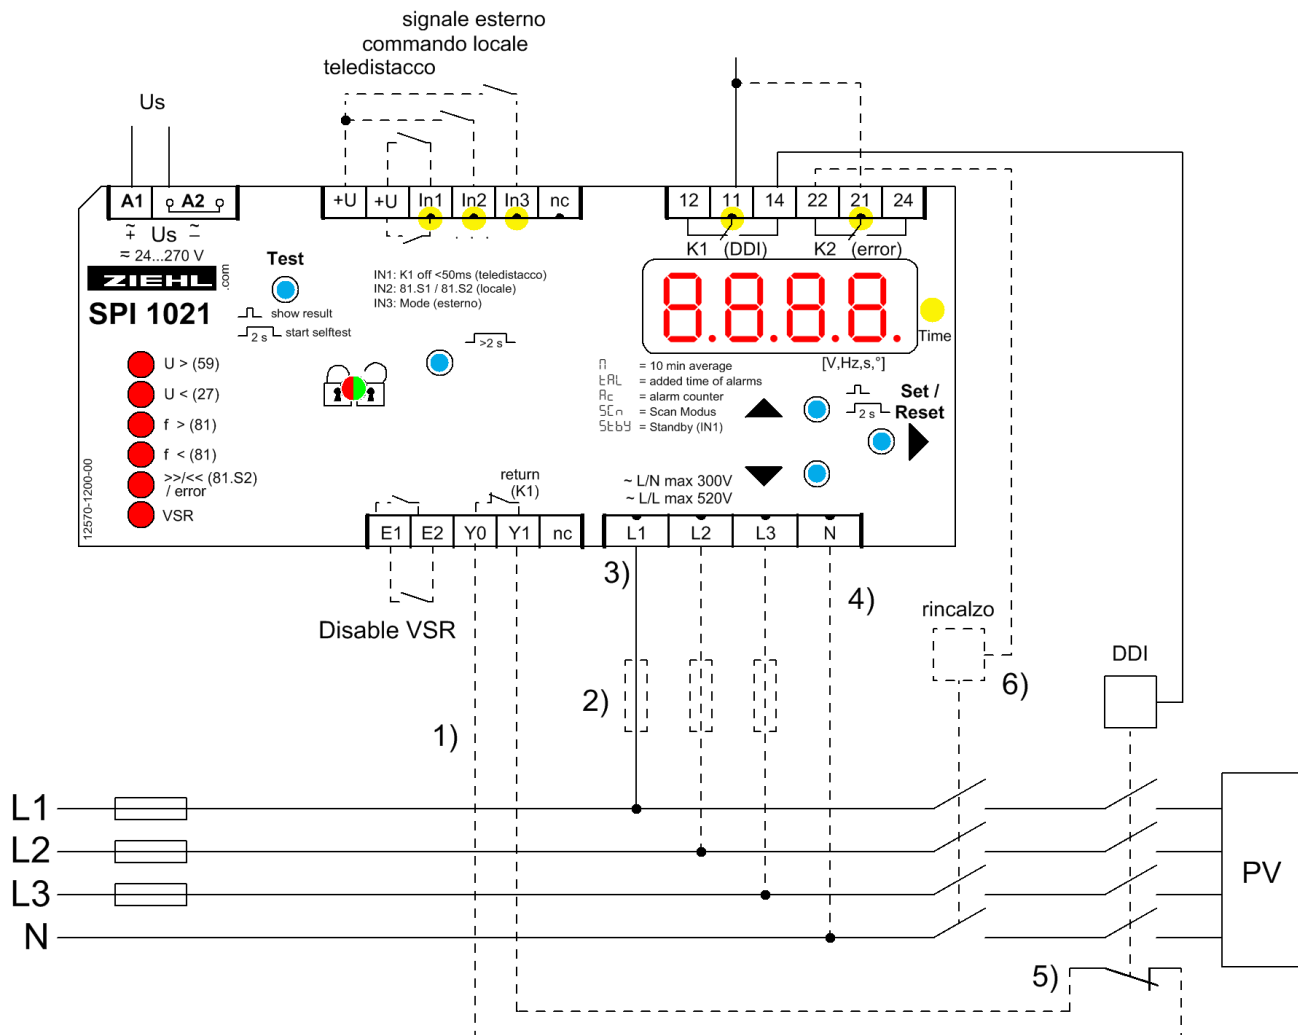 signale esterno
commando locale
teledistacco
Us
A1 A2
+U +U In1 In2 In3 nc
12 11 14 22 21 24
~ + Us ~ −
≂ 24...270 V
K1 (DDI) K2 (error)
ZIEHL .com
SPI 1021
Test
show result
2 s start selftest
IN1: K1 off <50ms (teledistacco)
IN2: 81.S1 / 81.S2 (locale)
IN3: Mode (esterno)
>2 s
8.8.8.8.
Time
[V,Hz,s,°]
= 10 min average
tAL = added time of alarms
Ac = alarm counter
SCn = Scan Modus
Stby = Standby (IN1)
2 s
Set /
Reset
U > (59)
U < (27)
f > (81)
f < (81)
>>/<< (81.S2)
/ error
VSR
12570-1200-00
return
(K1)
~ L/N max 300V
~ L/L max 520V
E1 E2 Y0 Y1 nc
L1 L2 L3 N
Disable VSR
3)
4)
rincalzo
DDI
2)
6)
1)
L1
L2
L3
N
PV
5)